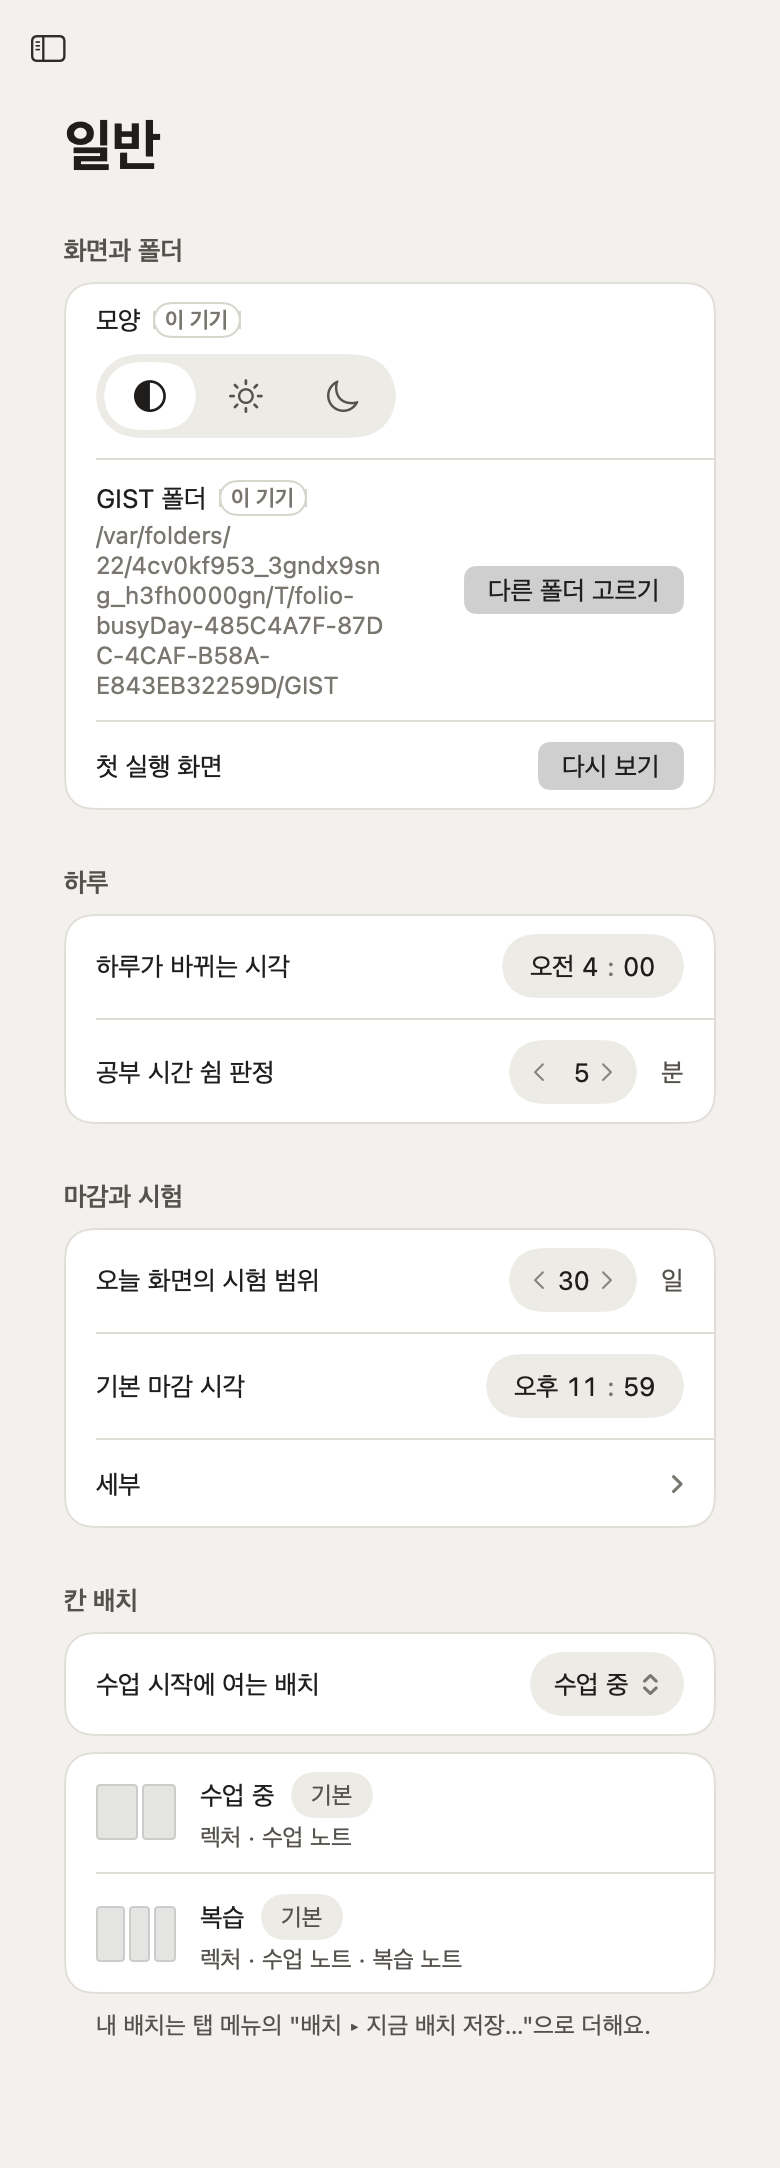 일반
화면과 폴더
모양 이 기기
GIST 폴더 이 기기
/var/folders/
22/4cv0kf953_3gndx9sn
g_h3fh0000gn/T/folio-
busyDay-485C4A7F-87D
C-4CAF-B58A-
E843EB32259D/GIST
다른 폴더 고르기
첫 실행 화면 다시 보기
하루
하루가 바뀌는 시각 오전 4 : 00
공부 시간 쉼 판정 5 분
마감과 시험
오늘 화면의 시험 범위 30 일
기본 마감 시각 오후 11 : 59
세부
칸 배치
수업 시작에 여는 배치 수업 중
수업 중 기본
렉처 · 수업 노트
복습 기본
렉처 · 수업 노트 · 복습 노트
내 배치는 탭 메뉴의 "배치 ▸ 지금 배치 저장..."으로 더해요.